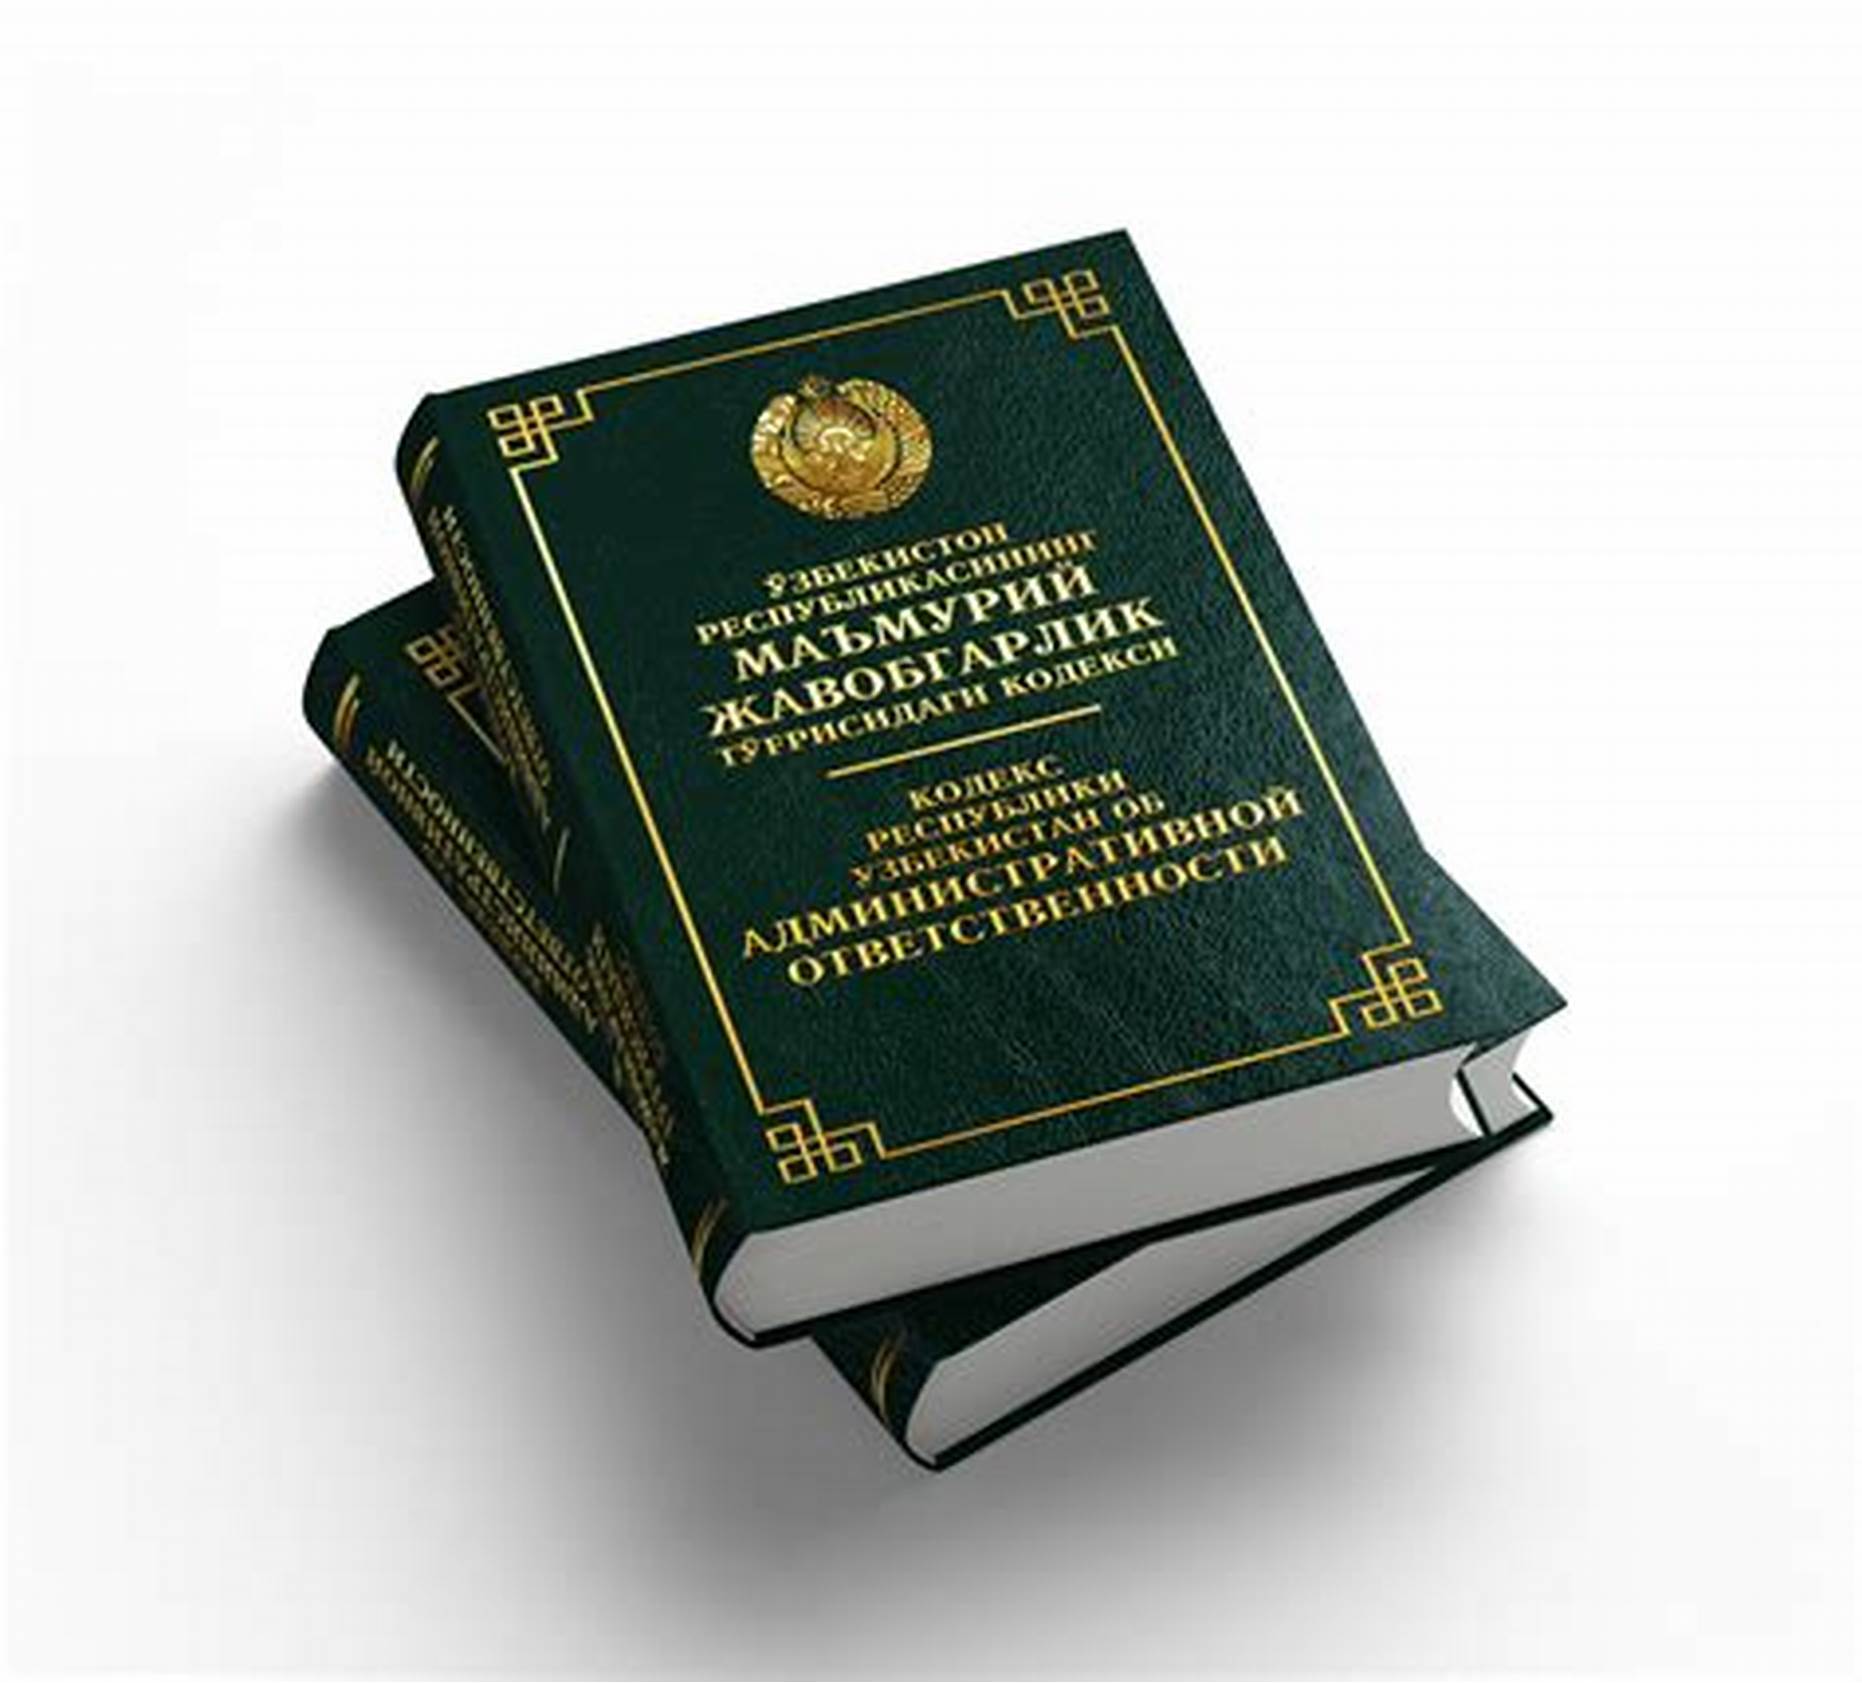 ЎЗБЕКИСТОН
РЕСПУБЛИКАСИНИНГ
МАЪМУРИЙ
ЖАВОБГАРЛИК
ТЎҒРИСИДАГИ КОДЕКСИ
КОДЕКС
РЕСПУБЛИКИ
УЗБЕКИСТАН ОБ
АДМИНИСТРАТИВНОЙ
ОТВЕТСТВЕННОСТИ